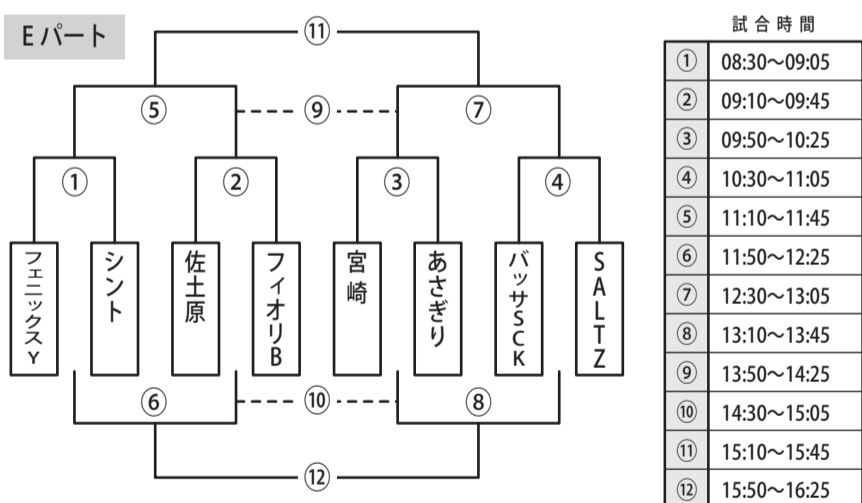 Eパート
⑪
⑤
⑨
⑦
①
②
③
④
フェニックスY
シント
佐土原
フィオリB
宮崎
あさぎり
バッサSCK
SALTZ
⑥
⑩
⑧
⑫
試合時間
① 08:30〜09:05
② 09:10〜09:45
③ 09:50〜10:25
④ 10:30〜11:05
⑤ 11:10〜11:45
⑥ 11:50〜12:25
⑦ 12:30〜13:05
⑧ 13:10〜13:45
⑨ 13:50〜14:25
⑩ 14:30〜15:05
⑪ 15:10〜15:45
⑫ 15:50〜16:25